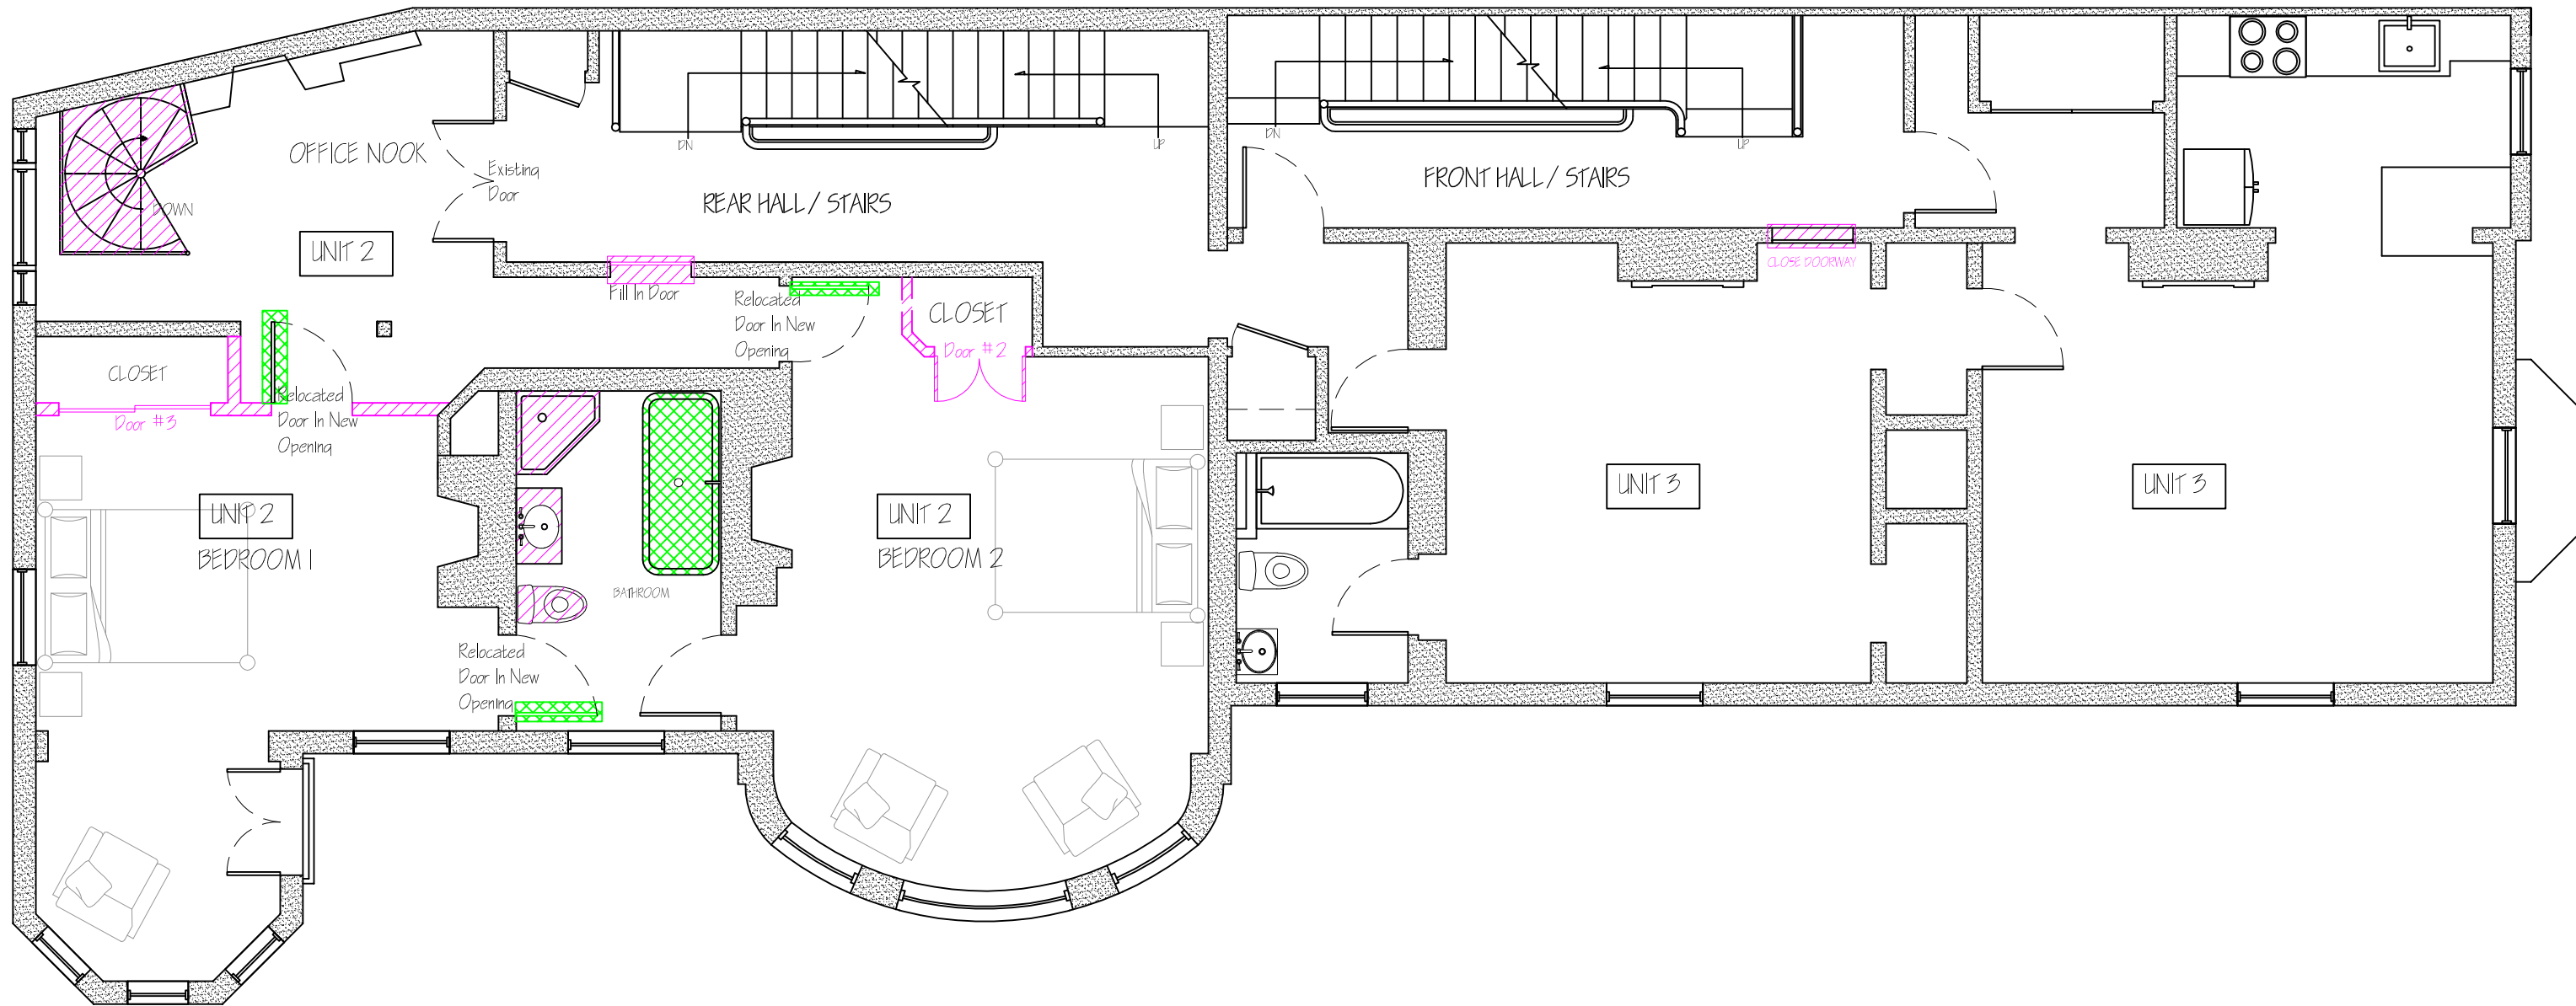 DN
UP
DN
UP
OFFICE NOOK
Existing
Door
REAR HALL / STAIRS
FRONT HALL / STAIRS
DOWN
UNIT 2
CLOSE DOORWAY
Fill In Door
Relocated
Door In New
Opening
CLOSET
Door #2
CLOSET
Door #3
Relocated
Door In New
Opening
UNIT 2
BEDROOM 1
UNIT 2
BEDROOM 2
UNIT 3
UNIT 3
BATHROOM
Relocated
Door In New
Opening